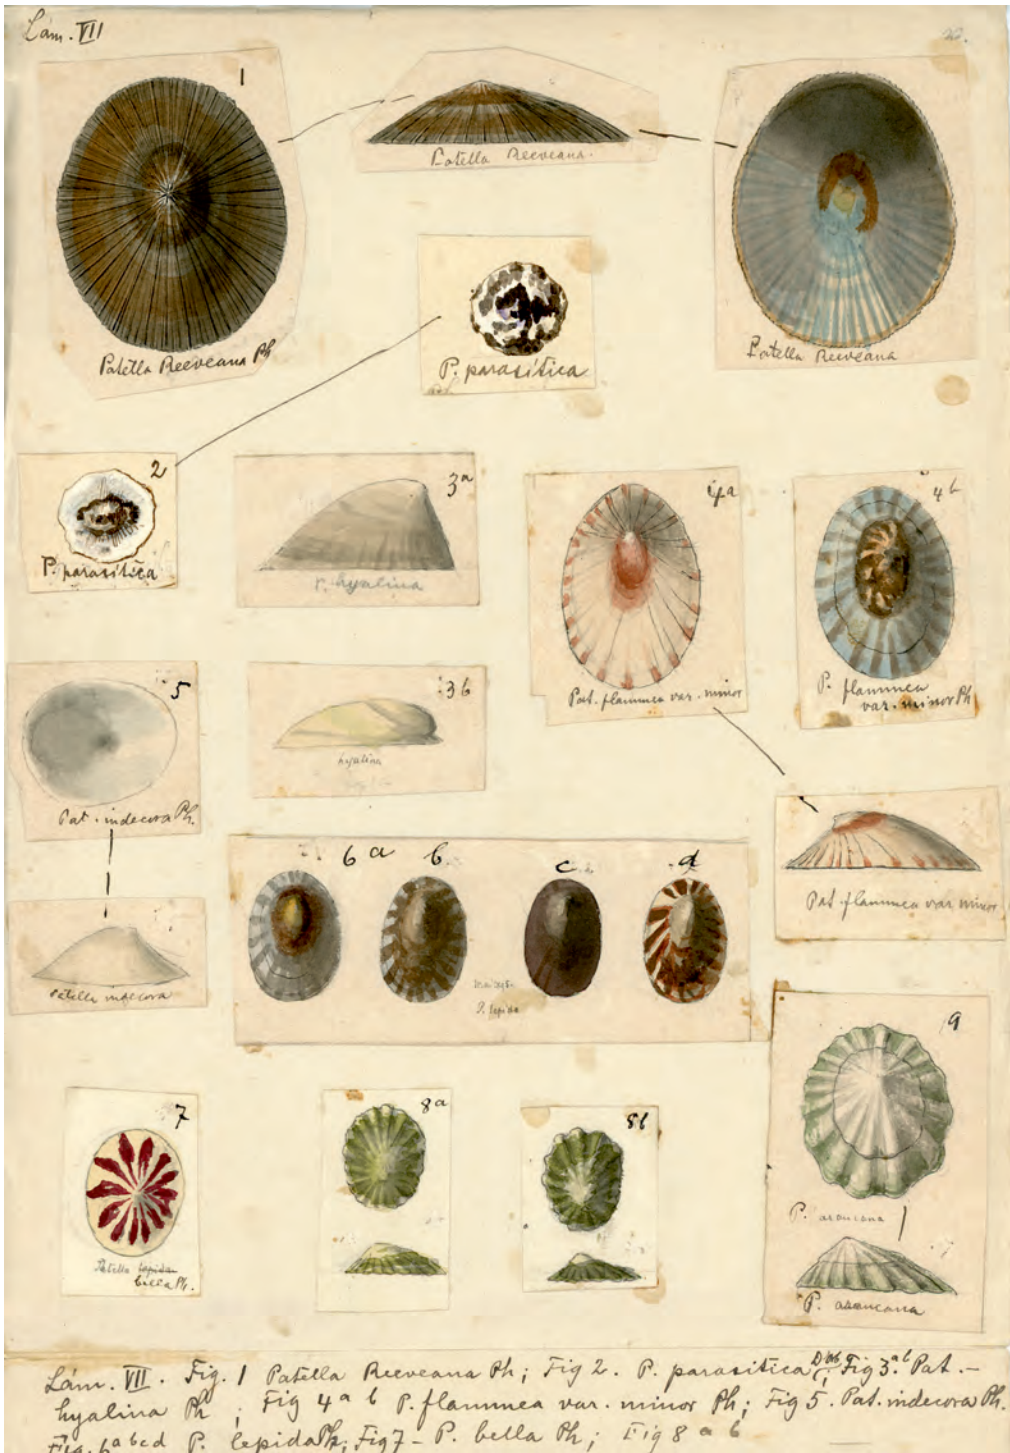 Lám. VII
22.
1
Patella Reeveana Ph
Patella Reeveana.
Patella Reeveana
P. parasitica
2
P. parasitica
3a
P. hyalina
4a
Pat. flammea var. minor
4b
P. flammea
var. minor Ph
5
Pat. indecora Ph.
3b
hyalina
Pat. flammea var. minor
Patella indecora
6a b c d
P. lepida
7
Patella lepida
bella Ph.
8a
8b
9
P. araucana
P. araucana
Lám. VII. Fig. 1 Patella Reeveana Ph; Fig 2. P. parasitica Fig 3. a b Pat. -
hyalina Ph; Fig 4a b P. flammea var. minor Ph; Fig 5. Pat. indecora Ph.
Fig. 6a b c d P. lepida Ph; Fig 7 - P. bella Ph; Fig 8 a b